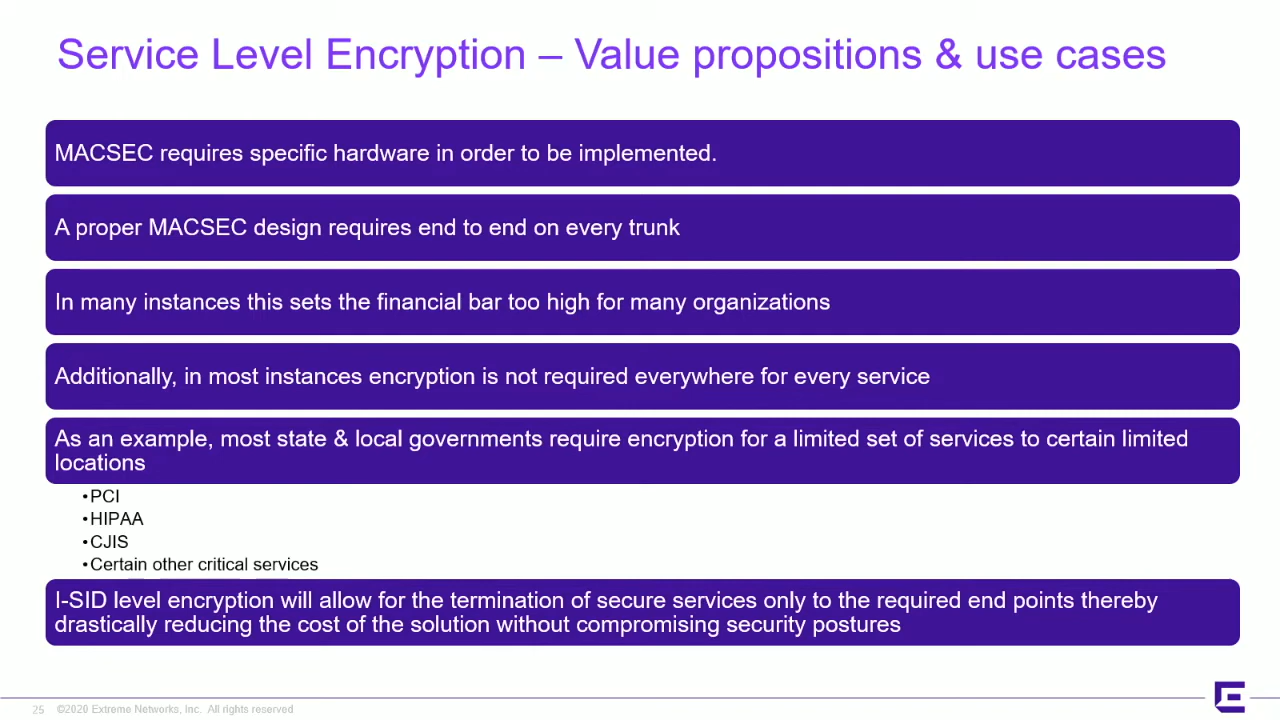 Service Level Encryption – Value propositions & use cases
MACSEC requires specific hardware in order to be implemented.
A proper MACSEC design requires end to end on every trunk
In many instances this sets the financial bar too high for many organizations
Additionally, in most instances encryption is not required everywhere for every service
As an example, most state & local governments require encryption for a limited set of services to certain limited
locations
•PCI
•HIPAA
•CJIS
•Certain other critical services
I-SID level encryption will allow for the termination of secure services only to the required end points thereby
drastically reducing the cost of the solution without compromising security postures
25 ©2020 Extreme Networks, Inc. All rights reserved